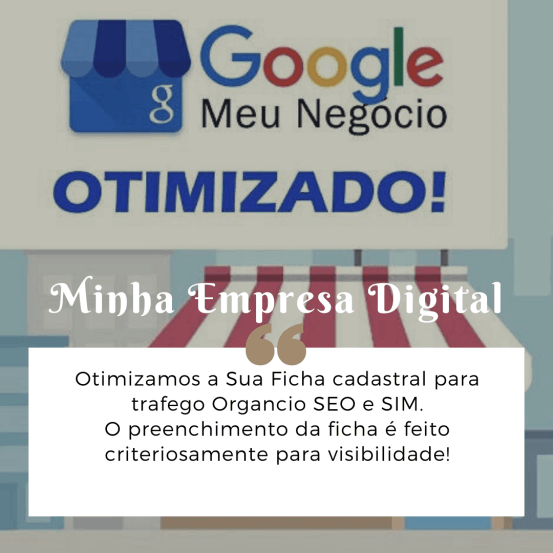 Google
g
Meu Negócio
OTIMIZADO!
Minha Empresa Digital
Otimizamos a Sua Ficha cadastral para
trafego Organcio SEO e SIM.
O preenchimento da ficha é feito
criteriosamente para visibilidade!